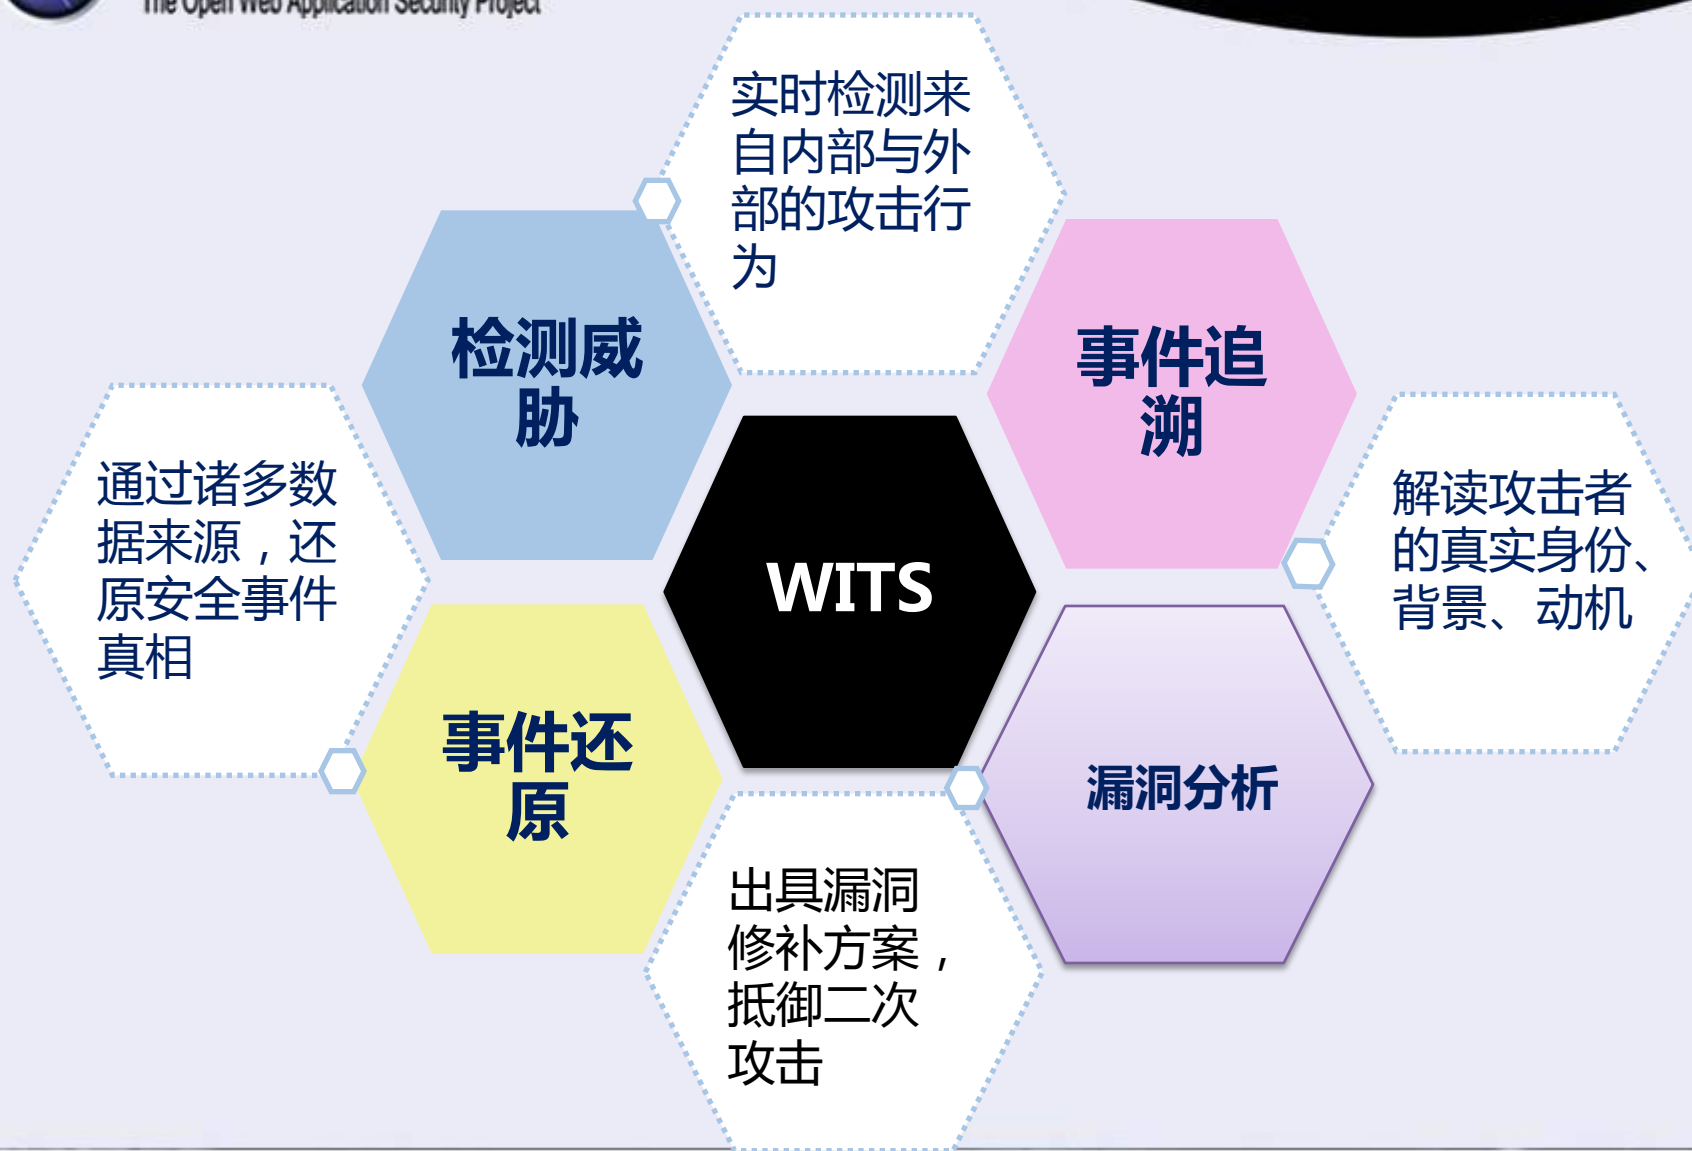 The Open Web Application Security Project
实时检测来
自内部与外
部的攻击行
为
检测威
胁
事件追
溯
通过诸多数
据来源，还
原安全事件
真相
WITS
解读攻击者
的真实身份、
背景、动机
事件还
原
漏洞分析
出具漏洞
修补方案，
抵御二次
攻击